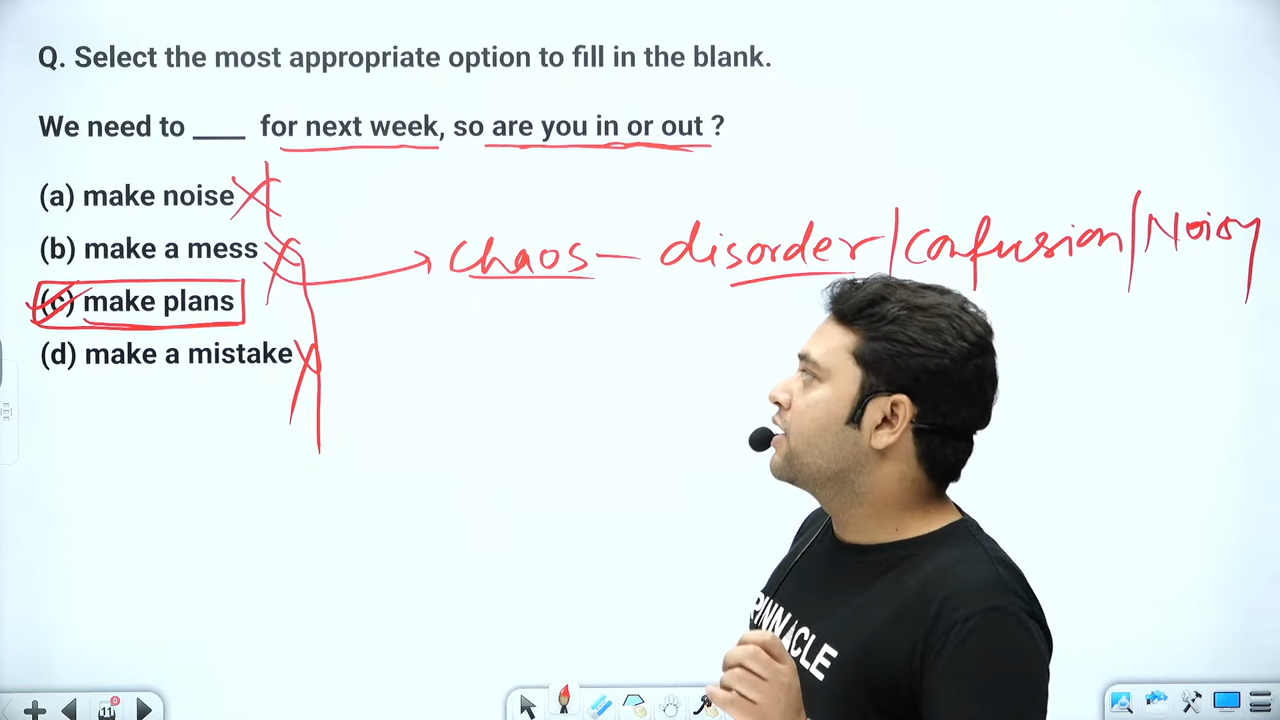 Q. Select the most appropriate option to fill in the blank.
We need to ____ for next week, so are you in or out ?
(a) make noise
(b) make a mess
chaos – disorder/confusion/Noisy
(c) make plans
(d) make a mistake
PINNACLE
11